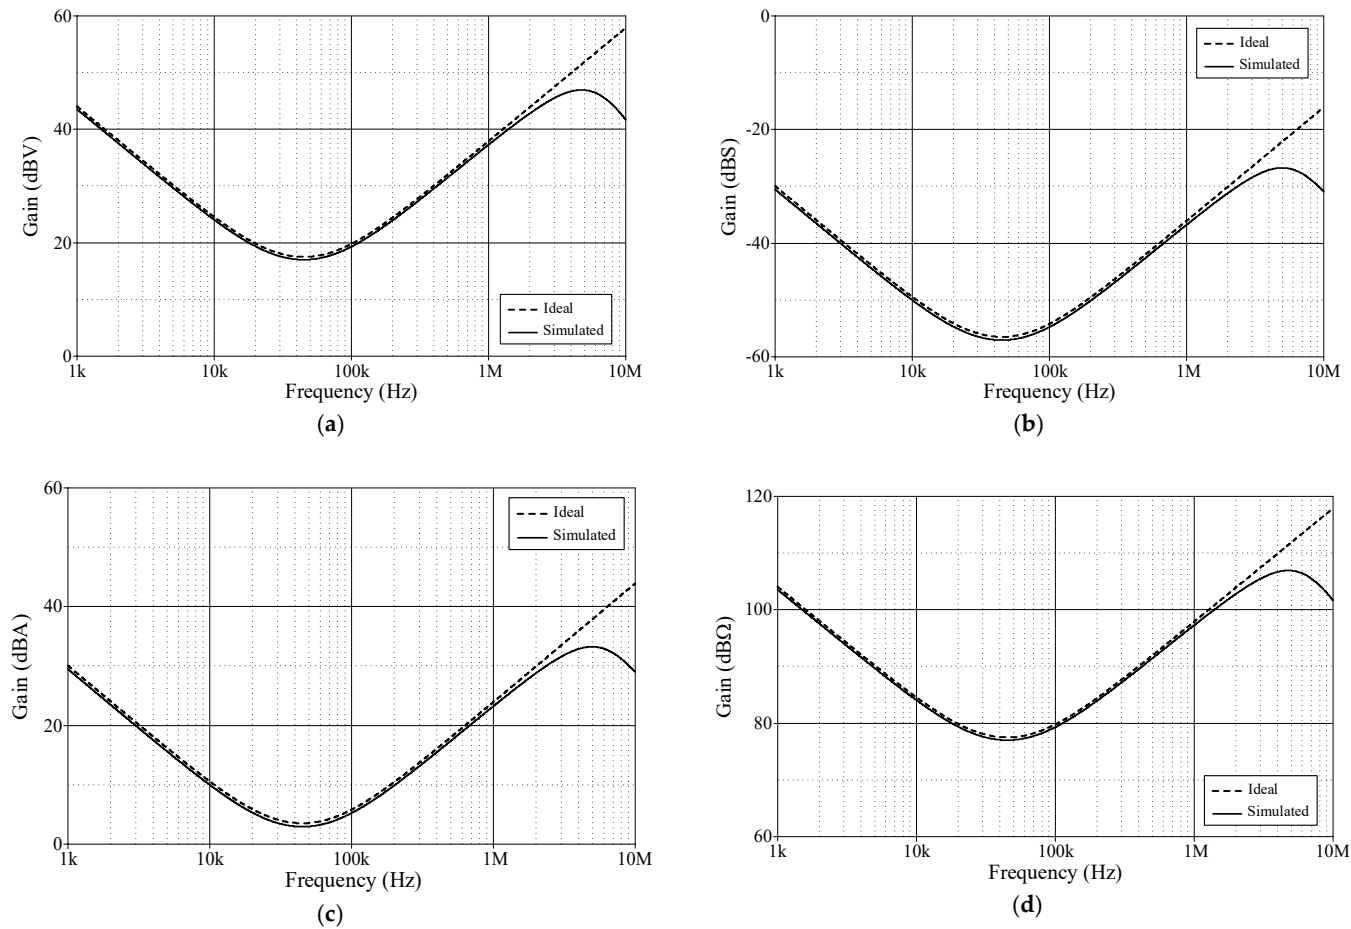 60
40
20
0
Gain (dBV)
Ideal
Simulated
1k 10k 100k 1M 10M
Frequency (Hz)
(a)
0
-20
-40
-60
Gain (dBS)
Ideal
Simulated
1k 10k 100k 1M 10M
Frequency (Hz)
(b)
60
40
20
0
Gain (dBA)
Ideal
Simulated
1k 10k 100k 1M 10M
Frequency (Hz)
(c)
120
100
80
60
Gain (dBΩ)
Ideal
Simulated
1k 10k 100k 1M 10M
Frequency (Hz)
(d)